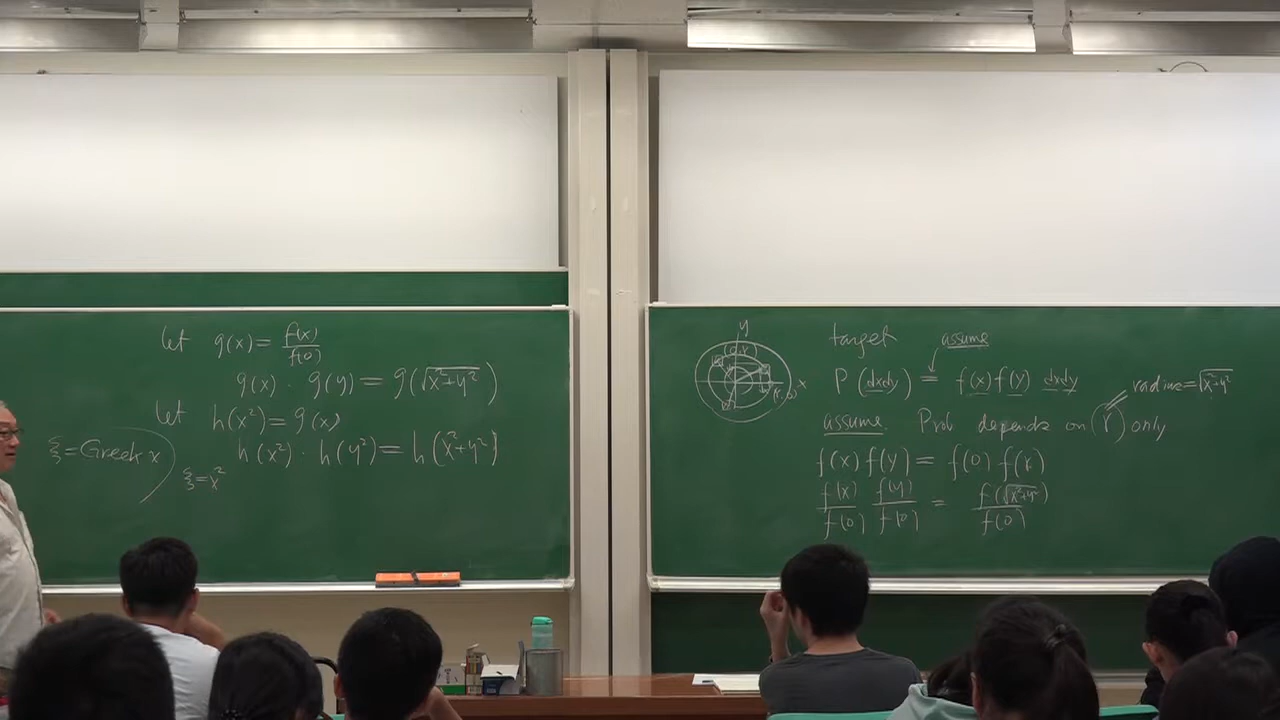 let g(x) = f(x)/f(0)
g(x) · g(y) = g(√x²+y²)
let h(x²) = g(x)
h(x²) · h(y²) = h(x²+y²)
ξ = Greek x
ξ = x²
y
x
target
assume
P (dxdy) = f(x) f(y) dxdy
radius = √x²+y²
assume. Prob depends on (r) only
f(x) f(y) = f(0) f(r)
f(x)/f(0) f(y)/f(0) = f(√x²+y²)/f(0)